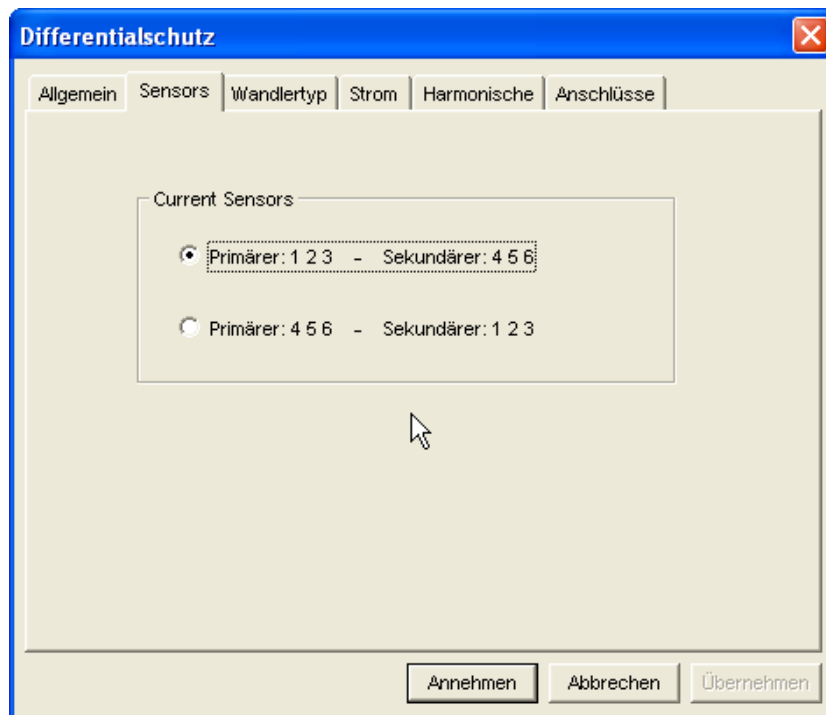 Differentialschutz
Allgemein Sensors Wandlertyp Strom Harmonische Anschlüsse
Current Sensors
Primärer: 1 2 3 - Sekundärer: 4 5 6
Primärer: 4 5 6 - Sekundärer: 1 2 3
Annehmen Abbrechen Übernehmen